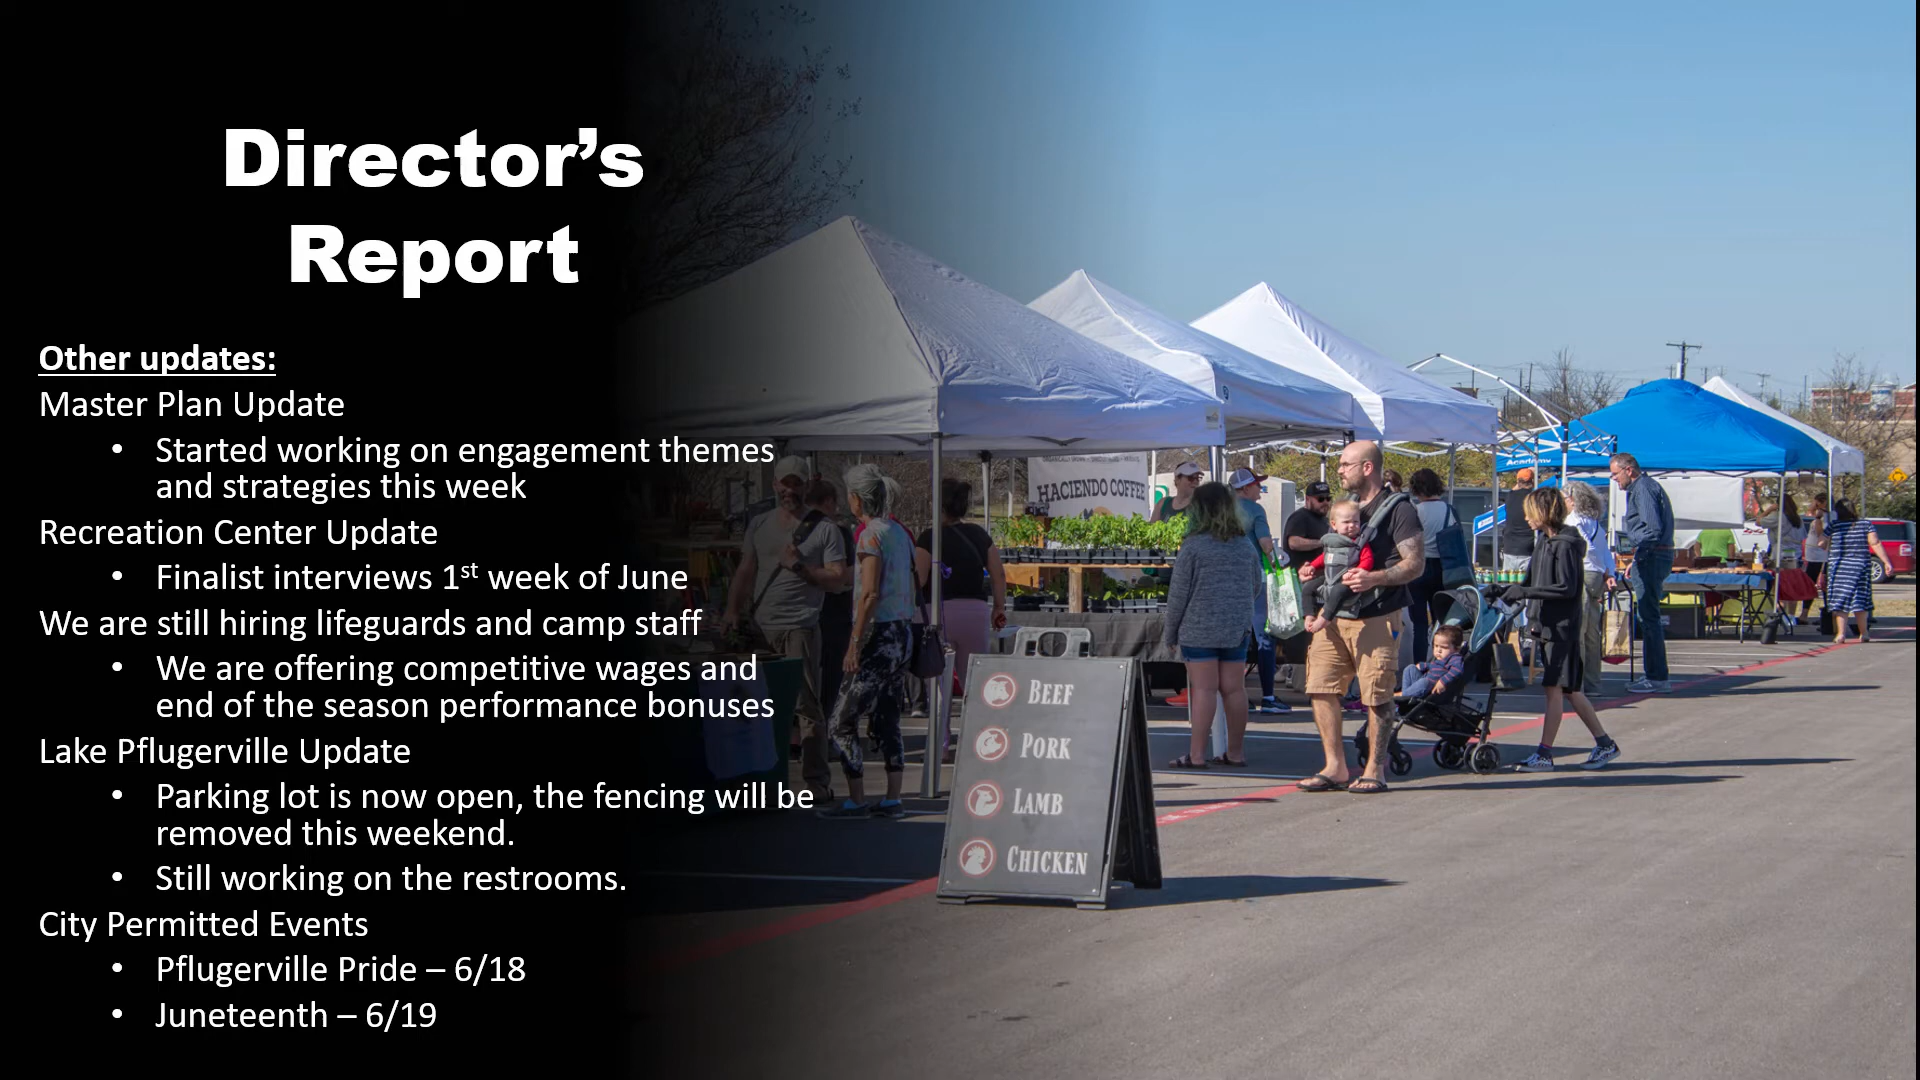 Director's
Report
Other updates:
Master Plan Update
• Started working on engagement themes
and strategies this week
Recreation Center Update
• Finalist interviews 1st week of June
We are still hiring lifeguards and camp staff
• We are offering competitive wages and
end of the season performance bonuses
Lake Pflugerville Update
• Parking lot is now open, the fencing will be
removed this weekend.
• Still working on the restrooms.
City Permitted Events
• Pflugerville Pride – 6/18
• Juneteenth – 6/19
HACIENDO COFFEE
Academy
BEEF
PORK
LAMB
CHICKEN